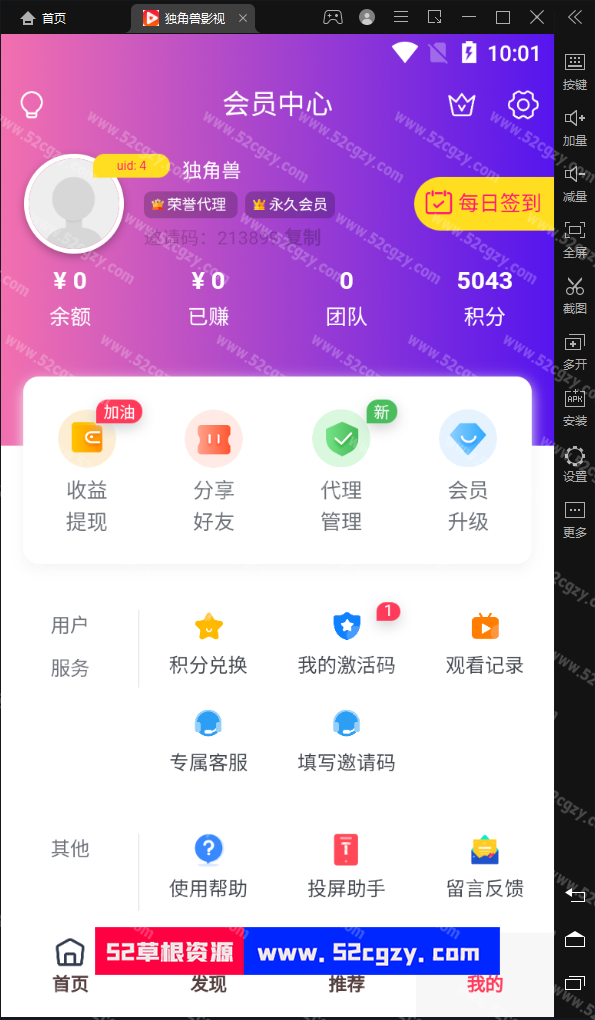 首页
独角兽影视
10:01
会员中心
uid: 4
独角兽
荣誉代理
永久会员
每日签到
邀请码：
复制
¥ 0
¥ 0
0
5043
余额
已赚
团队
积分
加油
新
收益
提现
分享
好友
代理
管理
会员
升级
用户
服务
积分兑换
1
我的激活码
观看记录
专属客服
填写邀请码
其他
使用帮助
投屏助手
留言反馈
52草根资源
www.52cgzy.com
首页
发现
推荐
我的
按键
加量
减量
全屏
截图
多开
APK
安装
设置
更多
www.52cgzy.com